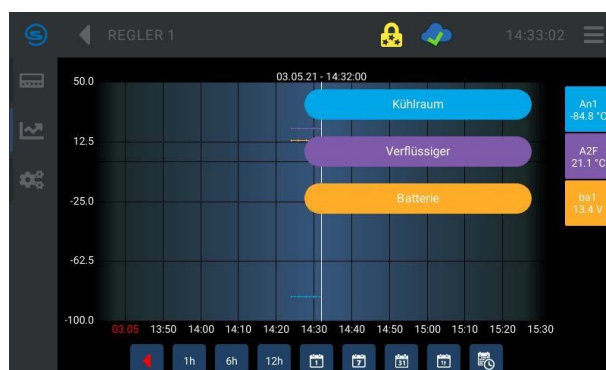 REGLER 1
14:33:02
03.05.21 - 14:32:00
50.0
12.5
-25.0
-62.5
-100.0
Kühlraum
Verflüssiger
Batterie
An1
-84.8 °C
A2F
21.1 °C
ba1
13.4 V
03.05 13:50 14:00 14:10 14:20 14:30 14:40 14:50 15:00 15:10 15:20 15:30
1h 6h 12h 1 7 31